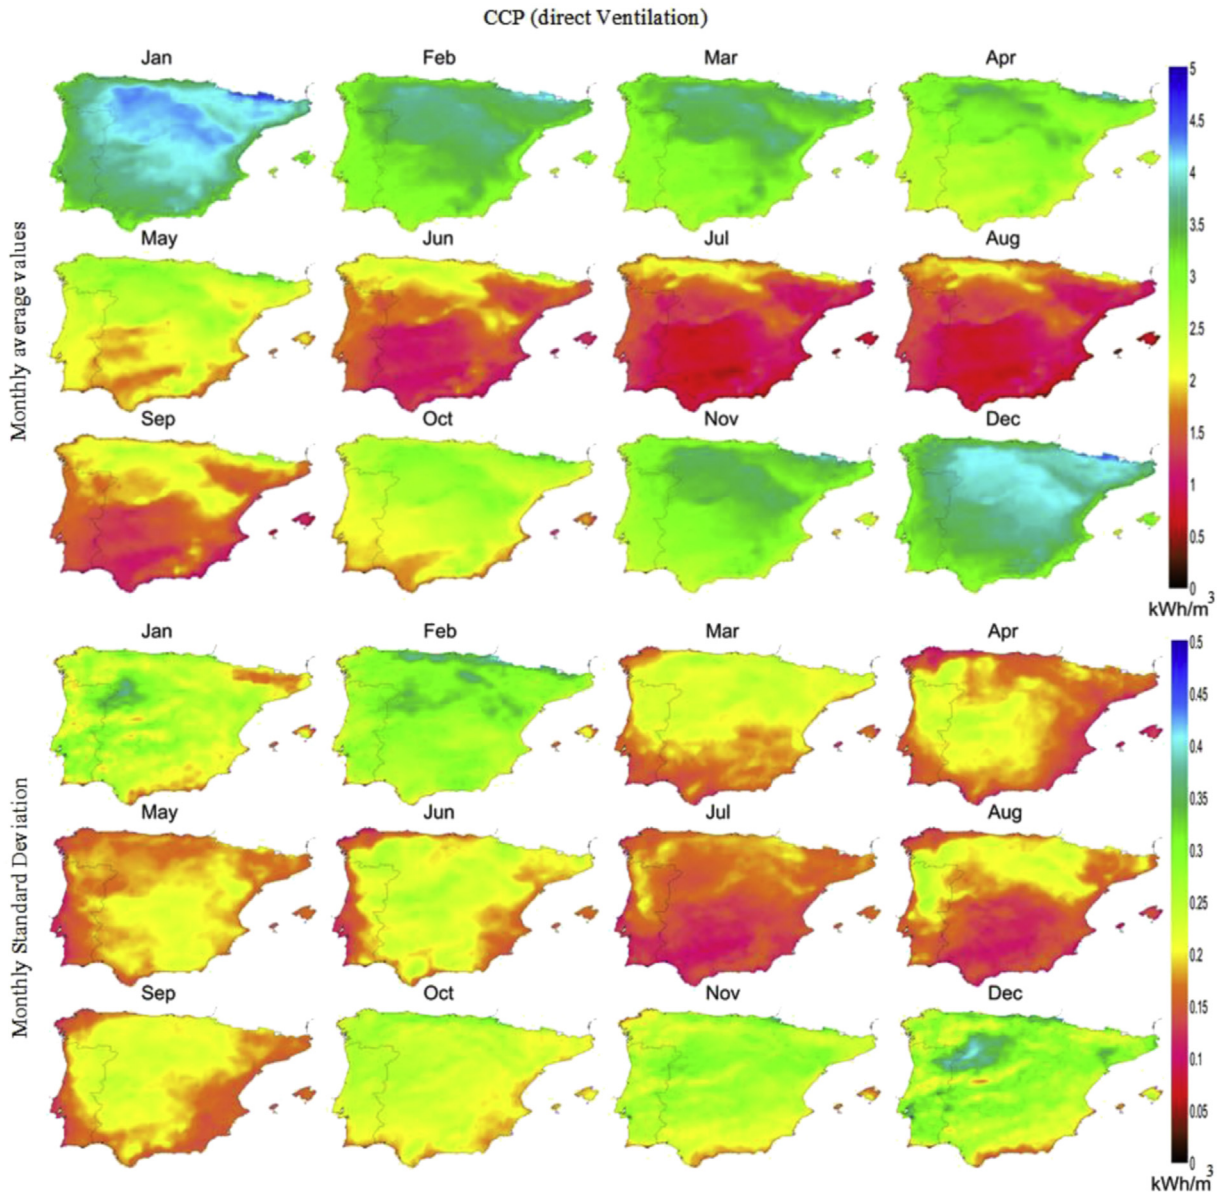 CCP (direct Ventilation)
Jan Feb Mar Apr
May Jun Jul Aug
Sep Oct Nov Dec
Monthly average values
5
4.5
4
3.5
3
2.5
2
1.5
1
0.5
0
kWh/m³
Jan Feb Mar Apr
May Jun Jul Aug
Sep Oct Nov Dec
Monthly Standard Deviation
0.5
0.45
0.4
0.35
0.3
0.25
0.2
0.15
0.1
0.05
0
kWh/m³